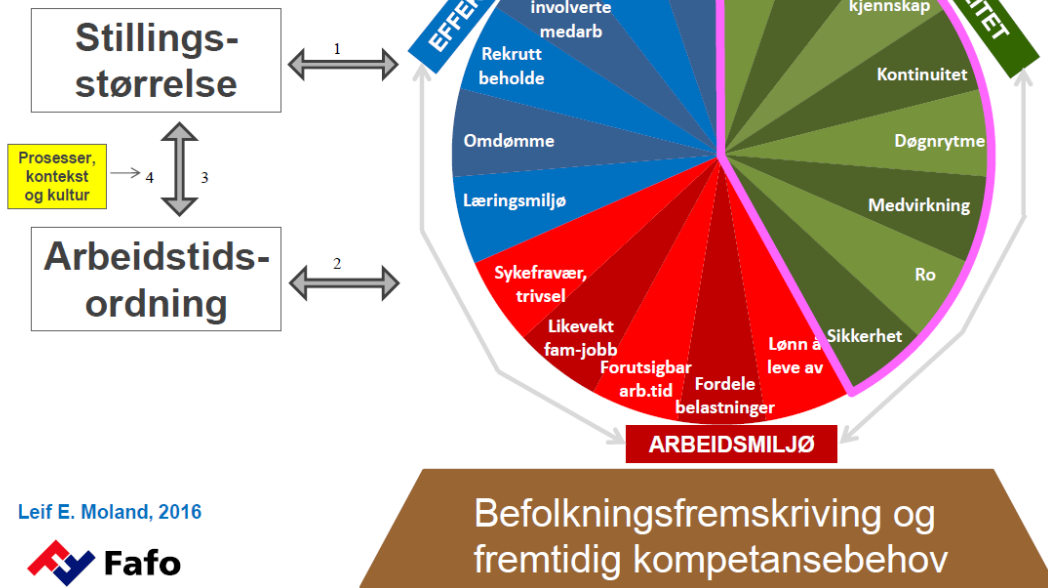 Stillings-
størrelse
1
Prosesser,
kontekst
og kultur
4
3
Arbeidstids-
ordning
2
involverte
medarb
Rekrutt
beholde
Omdømme
Læringsmiljø
Sykefravær,
trivsel
Likevekt
fam-jobb
Forutsigbar
arb.tid
Fordele
belastninger
Lønn å
leve av
Sikkerhet
Ro
Medvirkning
Døgnrytme
Kontinuitet
kjennskap
ARBEIDSMILJØ
Befolkningsfremskriving og
fremtidig kompetansebehov
Leif E. Moland, 2016
Fafo